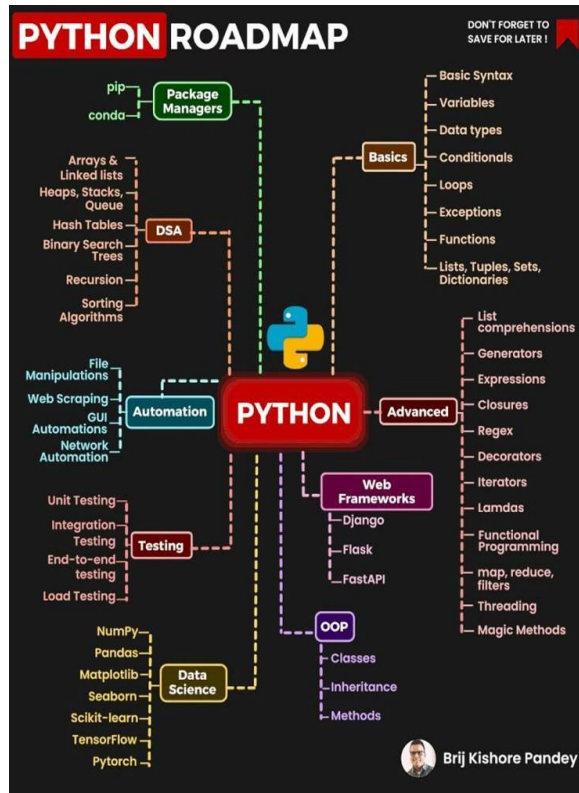 PYTHON ROADMAP
DON'T FORGET TO
SAVE FOR LATER !
pip
conda
Package
Managers
Arrays &
Linked lists
Heaps, Stacks,
Queue
Hash Tables
Binary Search
Trees
Recursion
Sorting
Algorithms
DSA
File
Manipulations
Web Scraping
GUI
Automations
Network
Automation
Automation
Unit Testing
Integration
Testing
End-to-end
testing
Load Testing
Testing
NumPy
Pandas
Matplotlib
Seaborn
Scikit-learn
TensorFlow
Pytorch
Data
Science
PYTHON
Basics
Basic Syntax
Variables
Data types
Conditionals
Loops
Exceptions
Functions
Lists, Tuples, Sets,
Dictionaries
Advanced
List
comprehensions
Generators
Expressions
Closures
Regex
Decorators
Iterators
Lamdas
Functional
Programming
map, reduce,
filters
Threading
Magic Methods
Web
Frameworks
Django
Flask
FastAPI
OOP
Classes
Inheritance
Methods
Brij Kishore Pandey